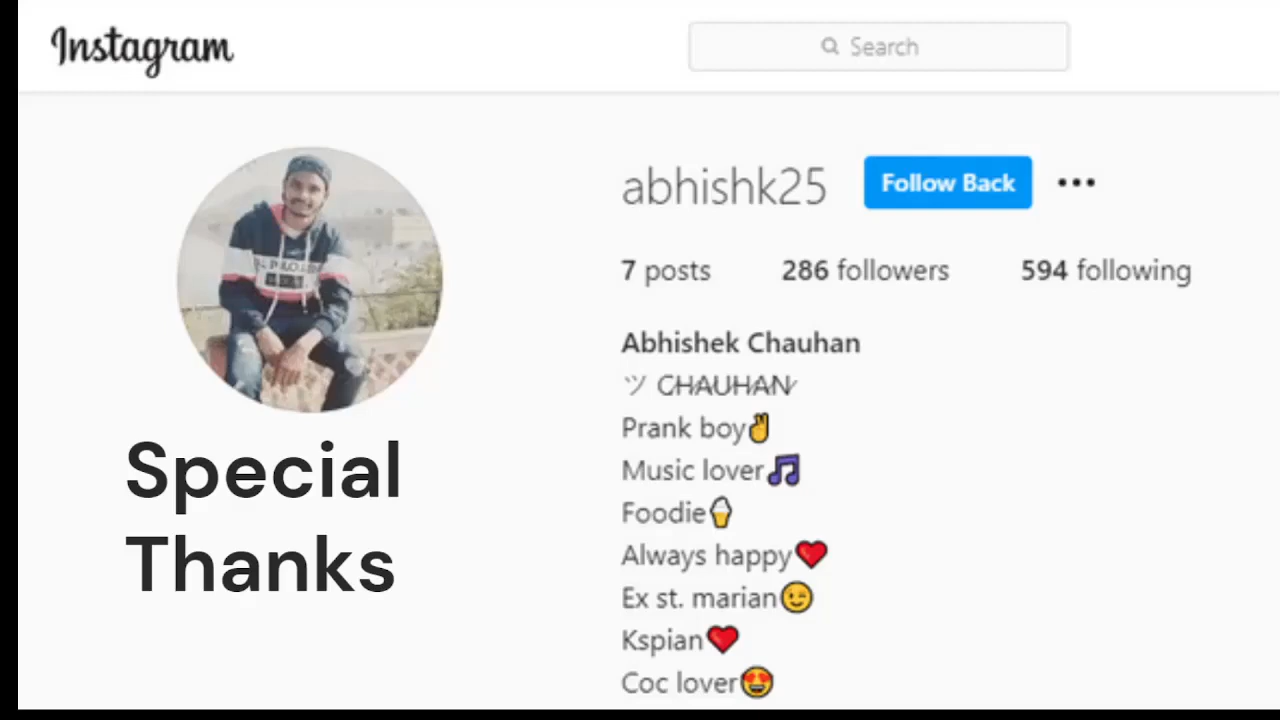 Instagram
Search
abhishk25 Follow Back •••
7 posts 286 followers 594 following
Abhishek Chauhan
ツ C̷H̷A̷U̷H̷A̷N̷
Prank boy✌️
Music lover🎵
Foodie🍦
Always happy❤️
Ex st. marian😉
Kspian❤️
Coc lover😍
Special
Thanks